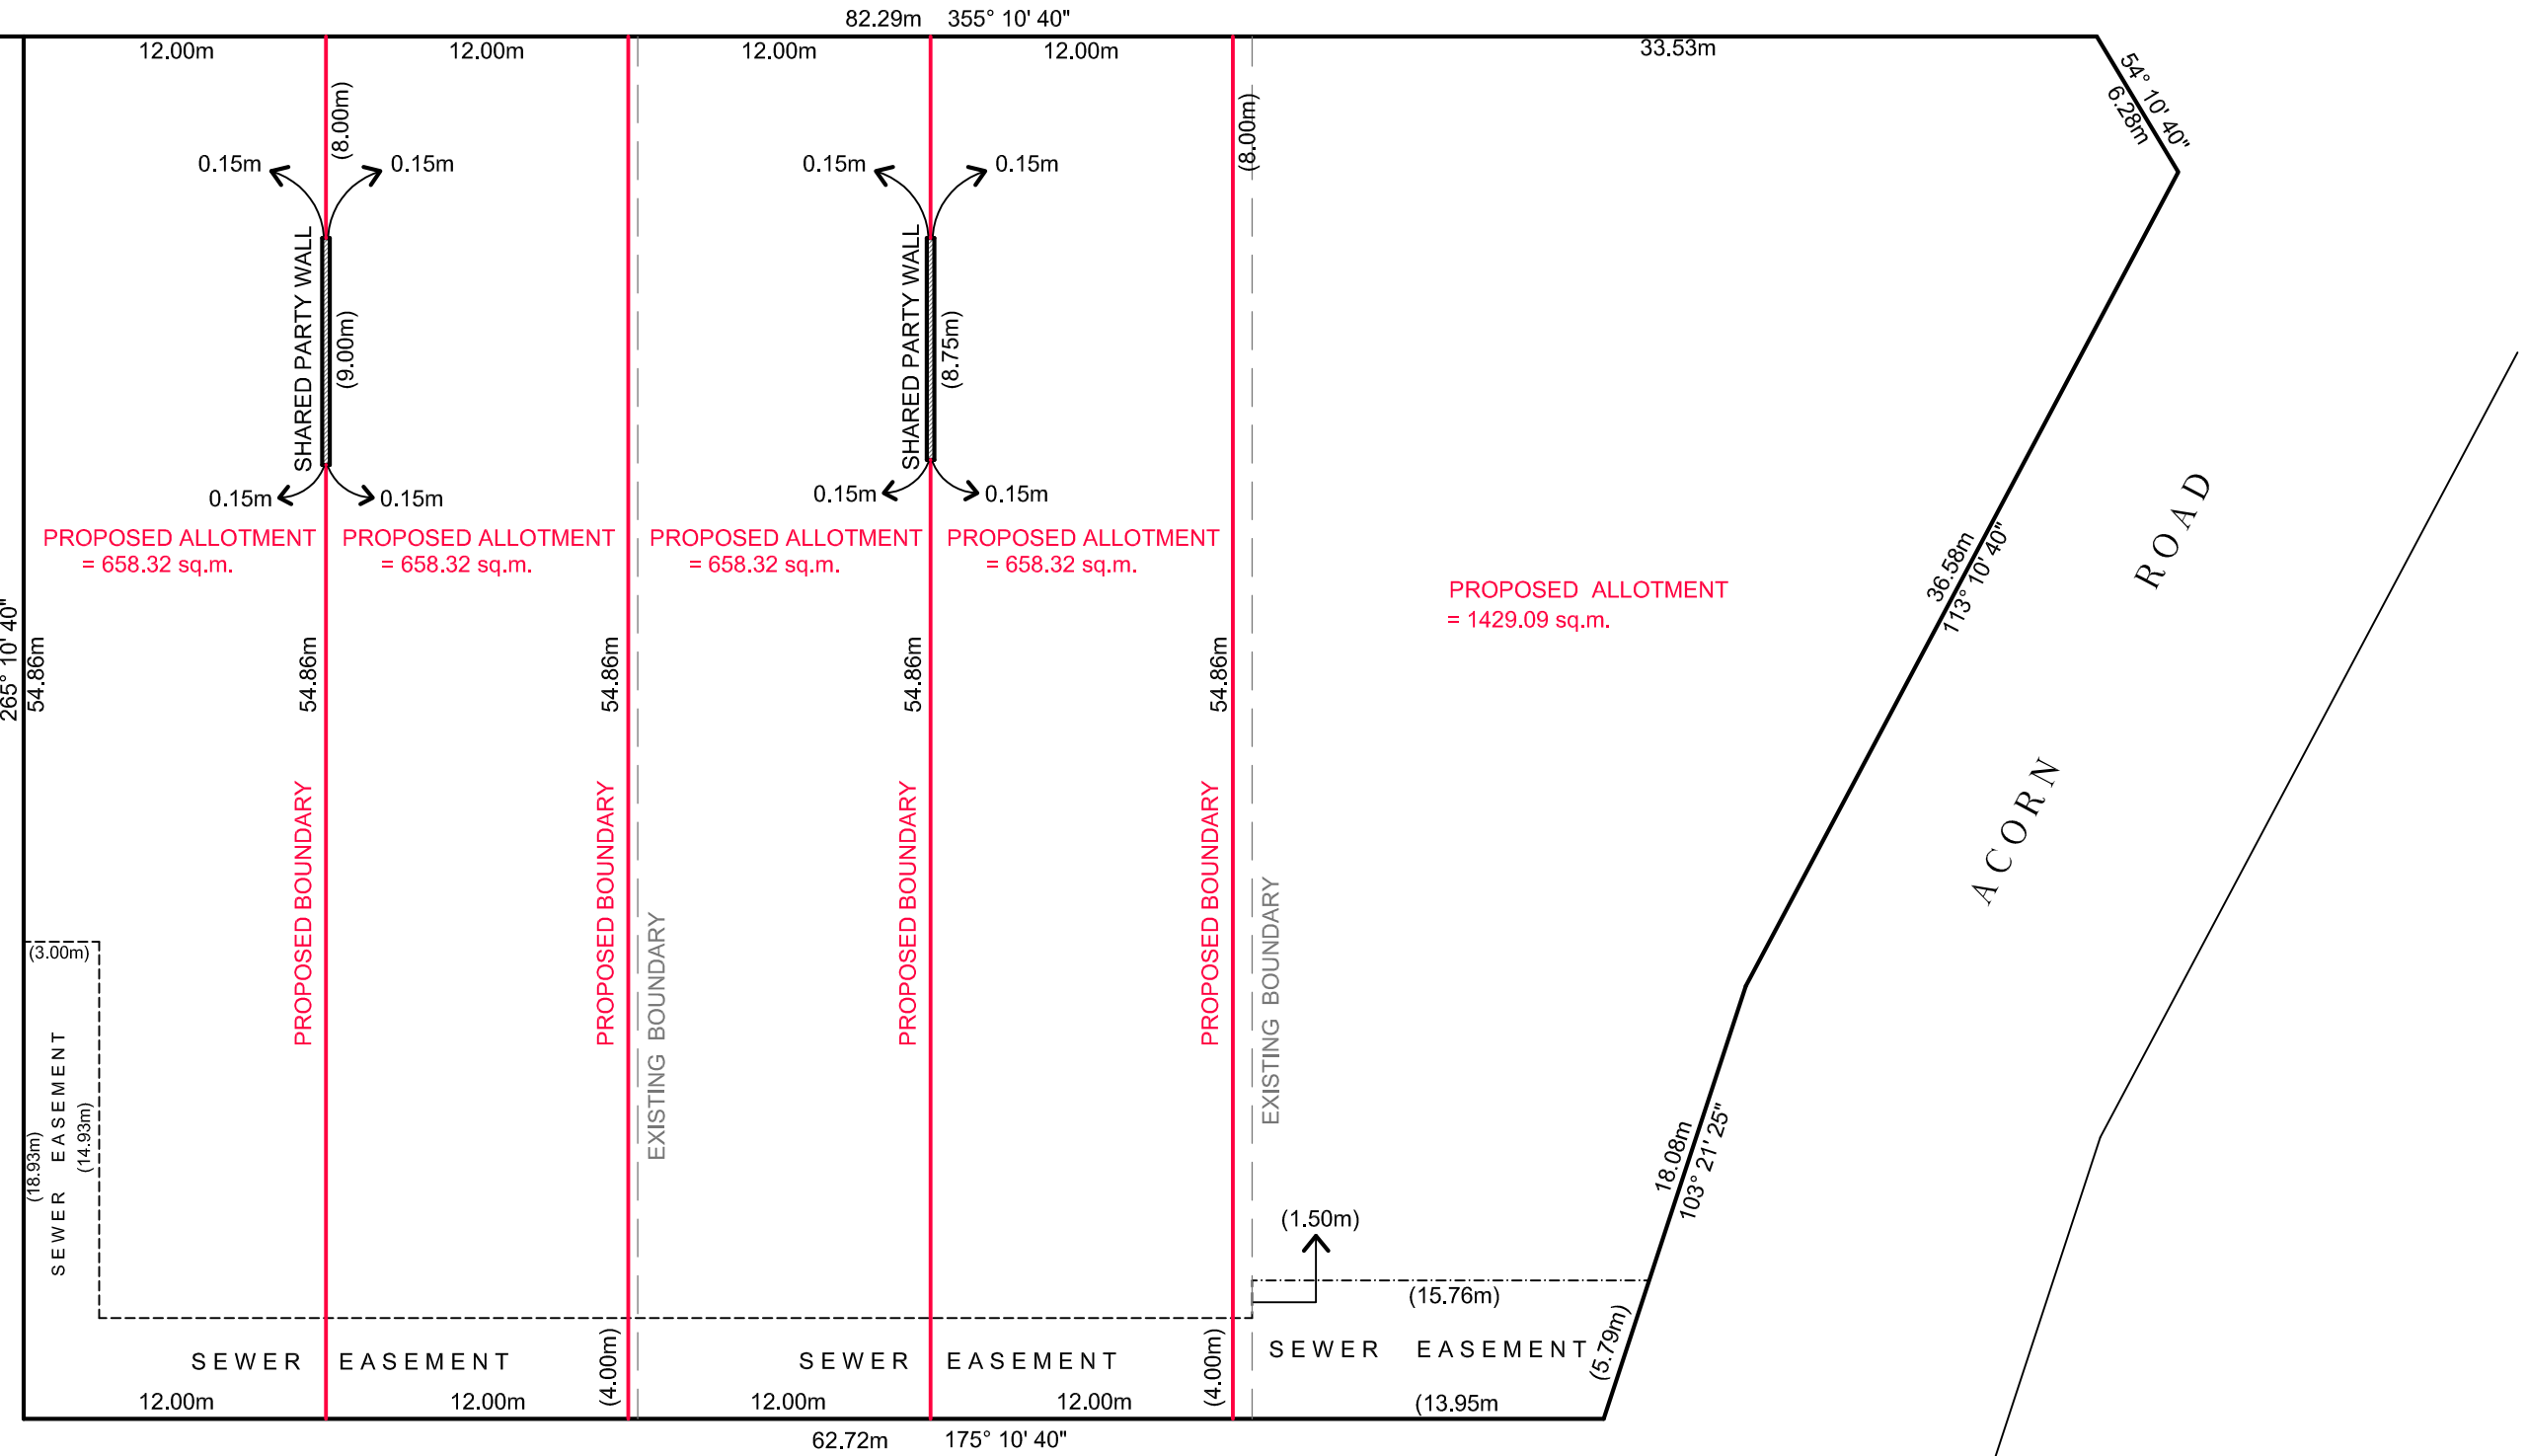 82.29m 355° 10' 40"
12.00m 12.00m 12.00m 12.00m 33.53m
54° 10' 40"
6.28m
(8.00m)
(8.00m)
0.15m 0.15m 0.15m 0.15m
SHARED PARTY WALL
(9.00m)
SHARED PARTY WALL
(8.75m)
0.15m 0.15m 0.15m 0.15m
PROPOSED ALLOTMENT
= 658.32 sq.m.
PROPOSED ALLOTMENT
= 658.32 sq.m.
PROPOSED ALLOTMENT
= 658.32 sq.m.
PROPOSED ALLOTMENT
= 658.32 sq.m.
PROPOSED ALLOTMENT
= 1429.09 sq.m.
36.58m
113° 10' 40"
ACORN ROAD
265° 10' 40"
54.86m
54.86m
54.86m
54.86m
54.86m
PROPOSED BOUNDARY
PROPOSED BOUNDARY
EXISTING BOUNDARY
PROPOSED BOUNDARY
PROPOSED BOUNDARY
EXISTING BOUNDARY
(3.00m)
(18.93m)
SEWER EASEMENT
(14.93m)
18.08m
103° 21' 25"
(1.50m)
(15.76m)
(5.79m)
SEWER EASEMENT
(4.00m)
SEWER EASEMENT
(4.00m)
SEWER EASEMENT
12.00m 12.00m 12.00m 12.00m (13.95m
62.72m 175° 10' 40"